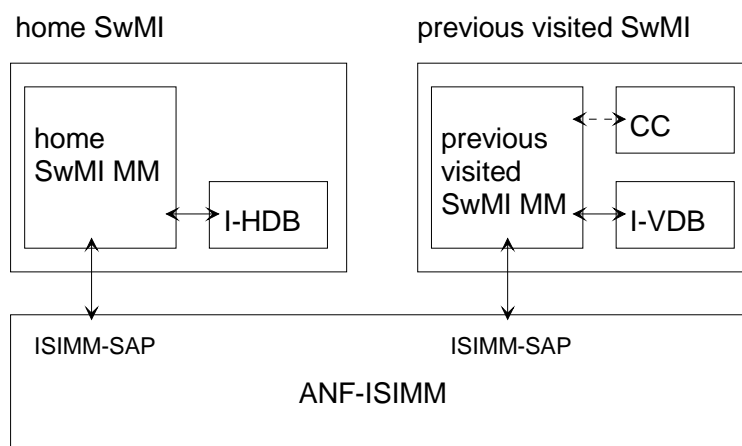 home SwMI
previous visited SwMI
home
SwMI MM
I-HDB
previous
visited
SwMI MM
CC
I-VDB
ISIMM-SAP
ISIMM-SAP
ANF-ISIMM